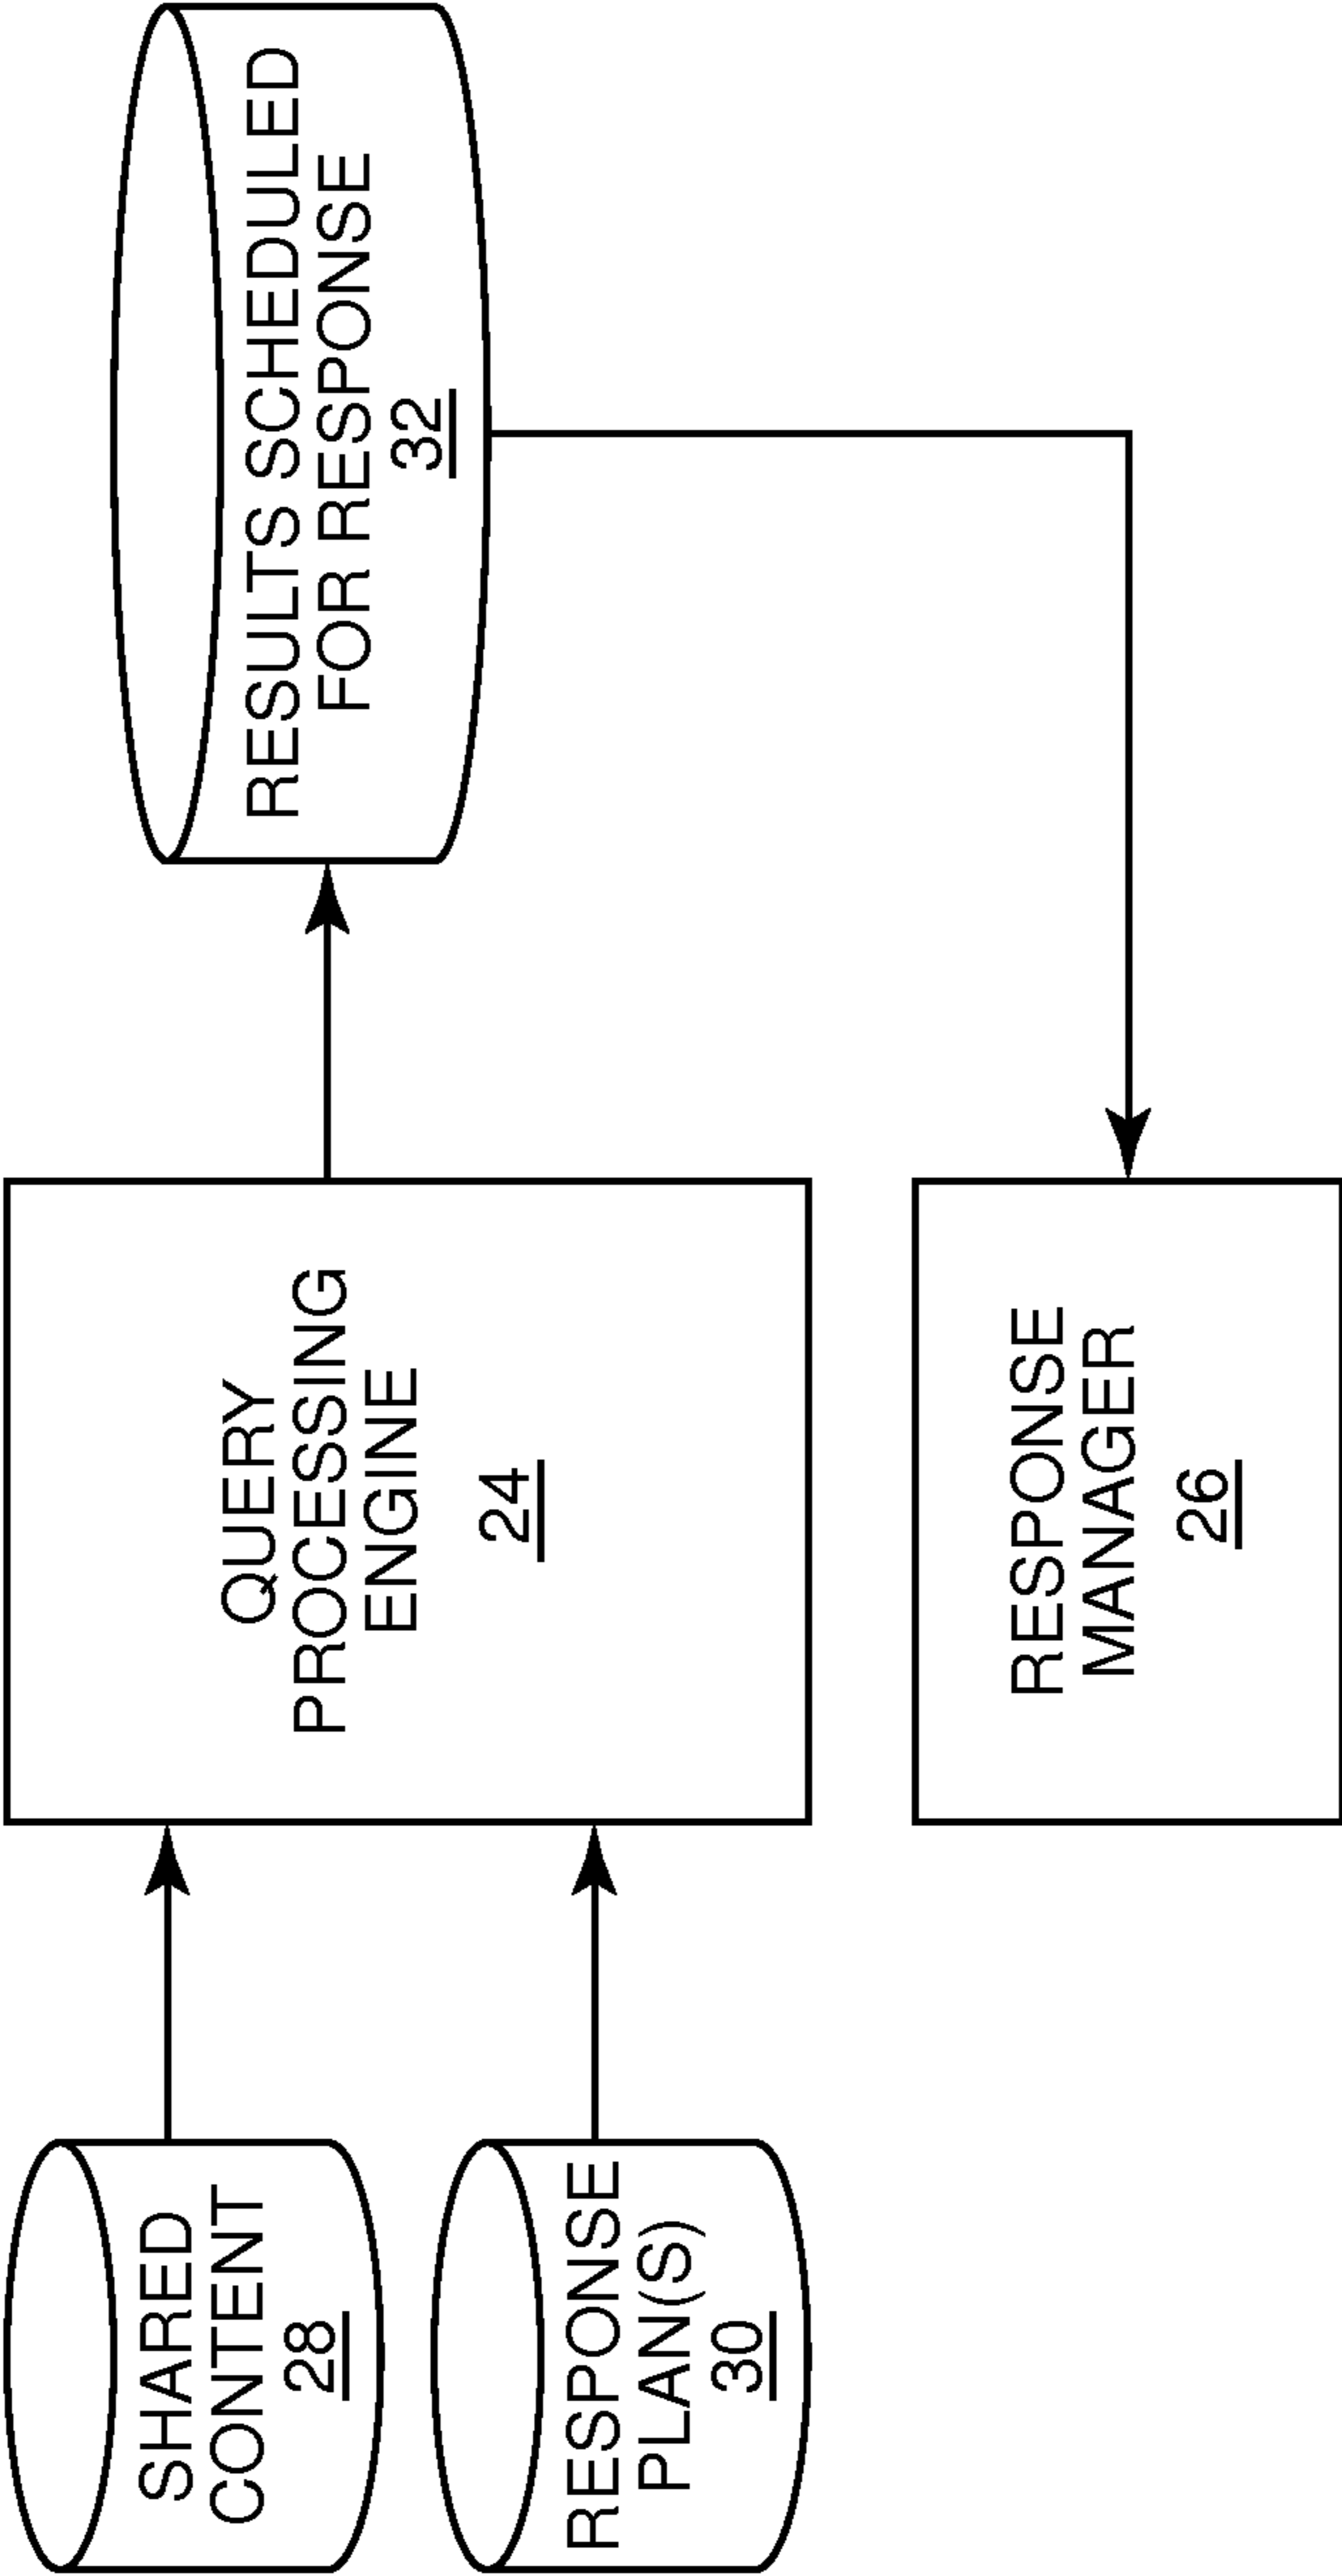 SHARED
CONTENT
28
RESPONSE
PLAN(S)
30
QUERY
PROCESSING
ENGINE
24
RESPONSE
MANAGER
26
RESULTS SCHEDULED
FOR RESPONSE
32